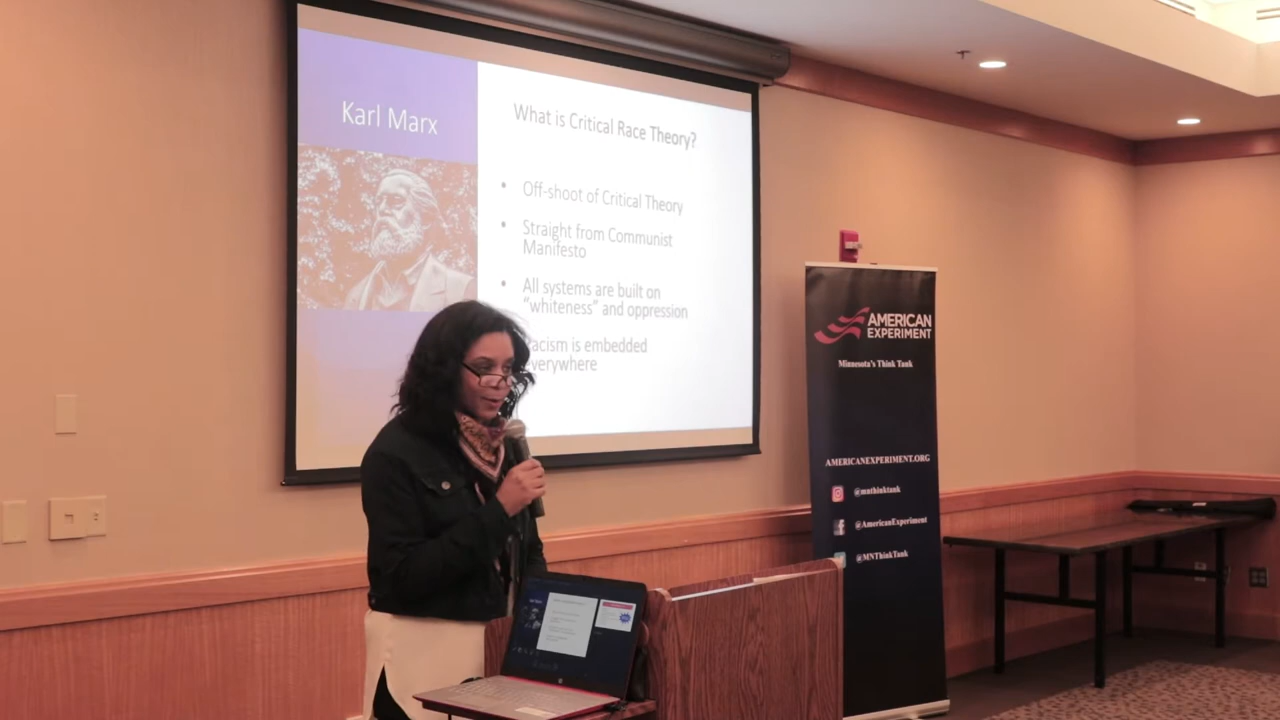 Karl Marx
What is Critical Race Theory?
• Off-shoot of Critical Theory
• Straight from Communist
Manifesto
• All systems are built on
“whiteness” and oppression
acism is embedded
verywhere
AMERICAN
EXPERIMENT
Minnesota's Think Tank
AMERICANEXPERIMENT.ORG
@mnthinktank
@AmericanExperiment
@MNThinkTank